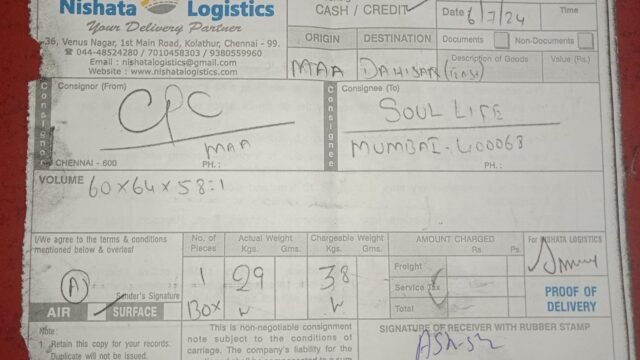 Nishata Logistics
Your Delivery Partner
36, Venus Nagar, 1st Main Road, Kolathur, Chennai - 99.
☎ 044-48524280 / 7010458303 / 9380559960
Email : nishatalogistics@gmail.com
Website : www.nishatalogistics.com
CASH / CREDIT ✓
Date 6/7/24 Time
ORIGIN DESTINATION Documents Non-Documents
MAA DAHISAR (EAST) Description of Goods Value (Rs.)
Consignor Consignor (From)
CPC
MAA
CHENNAI - 600 PH. :
Consignee Consignee (To)
SOUL LIFE
MUMBAI-400068
PH. :
VOLUME
60x64x58:1
I/We agree to the terms & conditions
mentioned below & overleaf
No. of Pieces
Actual Weight
Kgs. Gms.
Chargeable Weight
Kgs. Gms.
AMOUNT CHARGED
Rs. Ps.
For NISHATA LOGISTICS
A
Sender's Signature
AIR SURFACE
1 29 38
BOX
Freight
Service Tax
Total
PROOF OF
DELIVERY
Note:
1. Retain this copy for your records.
Duplicate will not be issued.
This is non-negotiable consignment
note subject to the conditions of
carriage. The company's liability for the
SIGNATURE OF RECEIVER WITH RUBBER STAMP